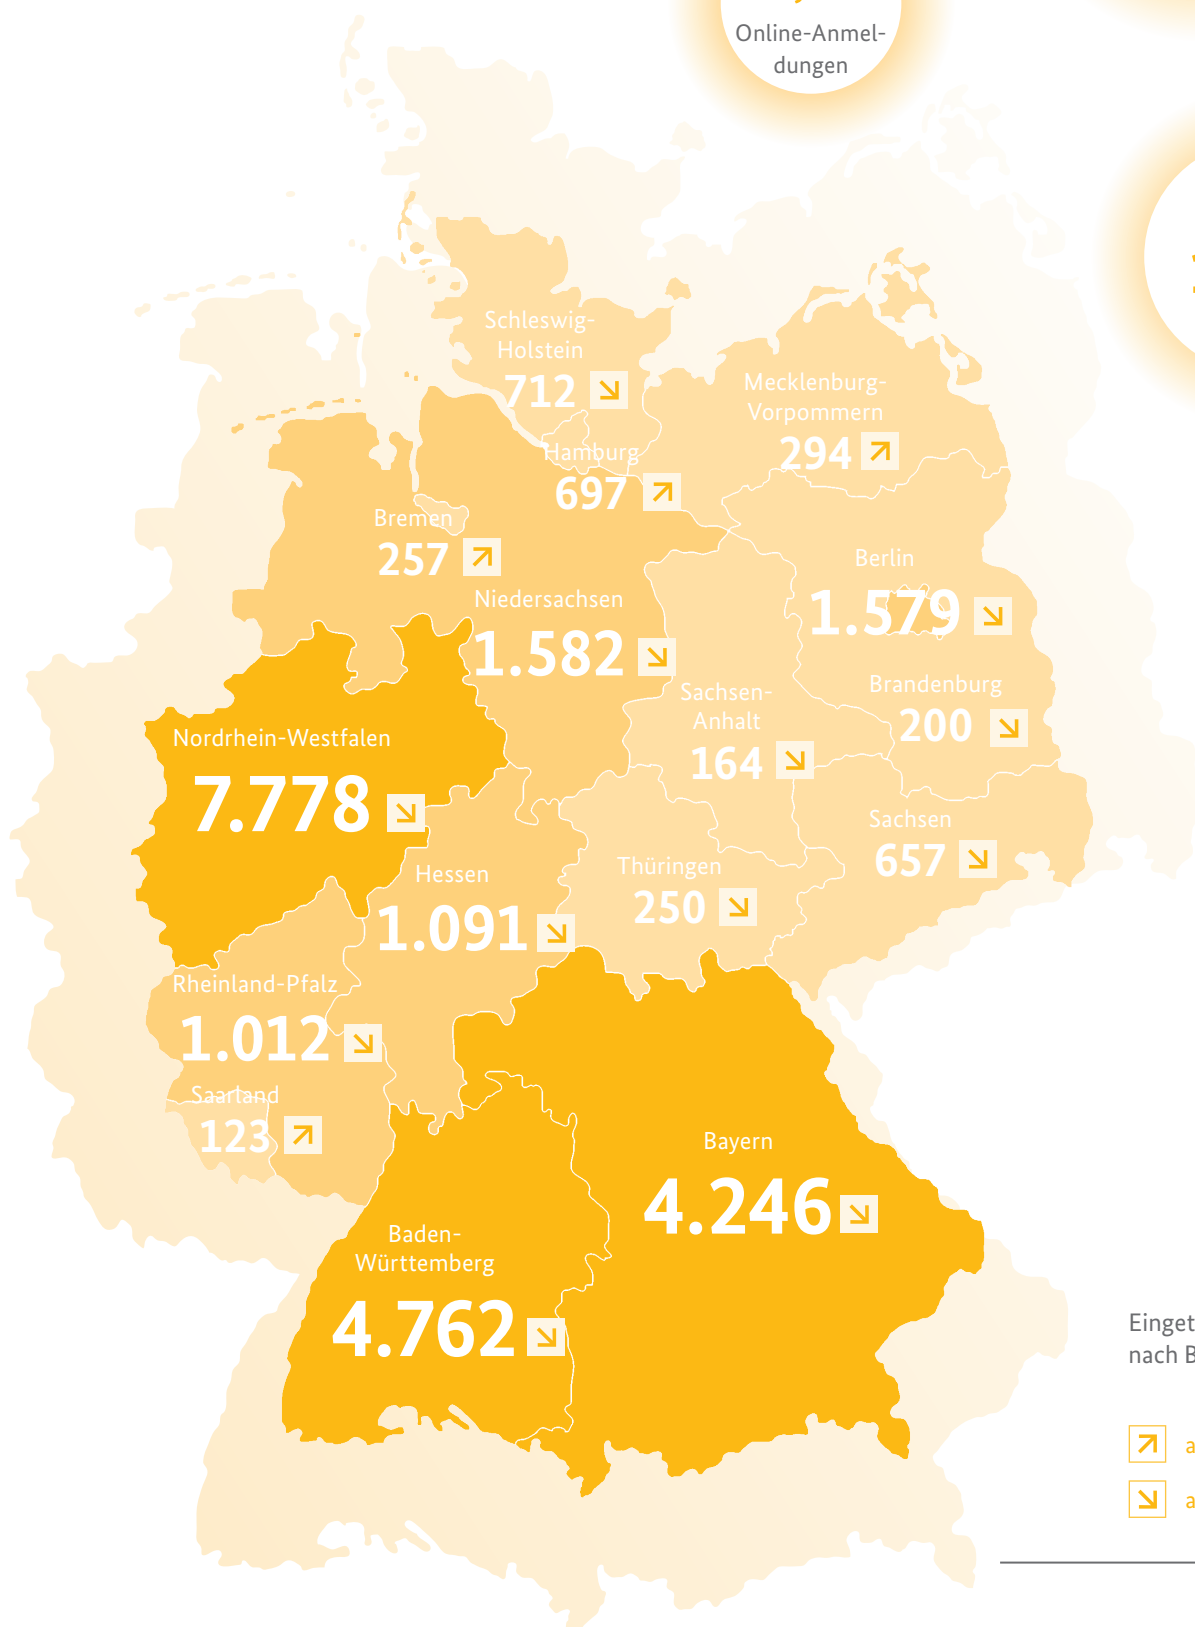 Online-Anmel-
dungen
Schleswig-
Holstein
712
Mecklenburg-
Vorpommern
294
Hamburg
697
Bremen
257
Berlin
1.579
Niedersachsen
1.582
Sachsen-
Anhalt
164
Brandenburg
200
Nordrhein-Westfalen
7.778
Sachsen
657
Thüringen
250
Hessen
1.091
Rheinland-Pfalz
1.012
Saarland
123
Bayern
4.246
Baden-
Württemberg
4.762
Einget
nach B
a
a